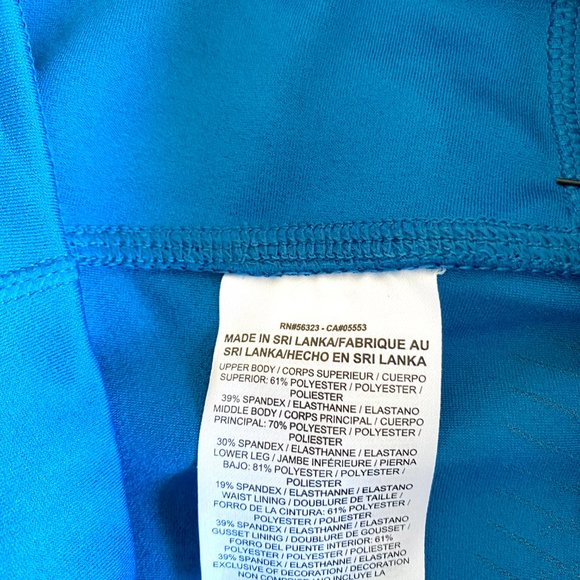 RN#56323 - CA#05553
MADE IN SRI LANKA/FABRIQUE AU
SRI LANKA/HECHO EN SRI LANKA
UPPER BODY / CORPS SUPERIEUR / CUERPO
SUPERIOR: 61% POLYESTER / POLYESTER /
POLIESTER
39% SPANDEX / ELASTHANNE / ELASTANO
MIDDLE BODY / CORPS PRINCIPAL / CUERPO
PRINCIPAL: 70% POLYESTER / POLYESTER /
POLIESTER
30% SPANDEX / ELASTHANNE / ELASTANO
LOWER LEG / JAMBE INFÉRIEURE / PIERNA
BAJO: 81% POLYESTER / POLYESTER /
POLIESTER
19% SPANDEX / ELASTHANNE / ELASTANO
WAIST LINING / DOUBLURE DE TAILLE /
FORRO DE LA CINTURA: 61% POLYESTER /
POLYESTER / POLIESTER
39% SPANDEX / ELASTHANNE / ELASTANO
GUSSET LINING / DOUBLURE DE GOUSSET /
FORRO DEL PUENTE INTERIOR: 61%
POLYESTER / POLYESTER / POLIESTER
39% SPANDEX / ELASTHANNE / ELASTANO
EXCLUSIVE OF DECORATION / DECORATION
NON COMPRISE / NO INCLUYE LA